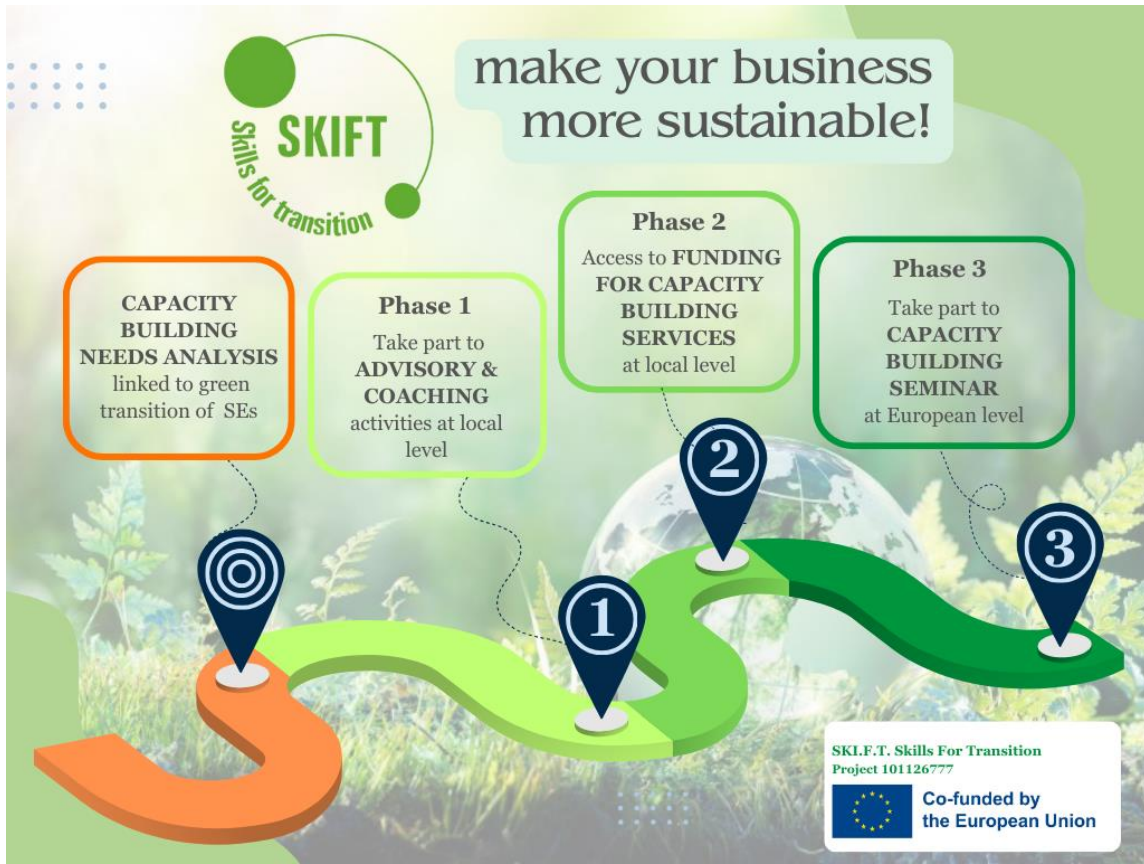 SKIFT
Skills for transition
make your business
more sustainable!
CAPACITY
BUILDING
NEEDS ANALYSIS
linked to green
transition of SEs
Phase 1
Take part to
ADVISORY &
COACHING
activities at local
level
Phase 2
Access to FUNDING
FOR CAPACITY
BUILDING
SERVICES
at local level
Phase 3
Take part to
CAPACITY
BUILDING
SEMINAR
at European level
1
2
3
SKI.F.T. Skills For Transition
Project 101126777
Co-funded by
the European Union